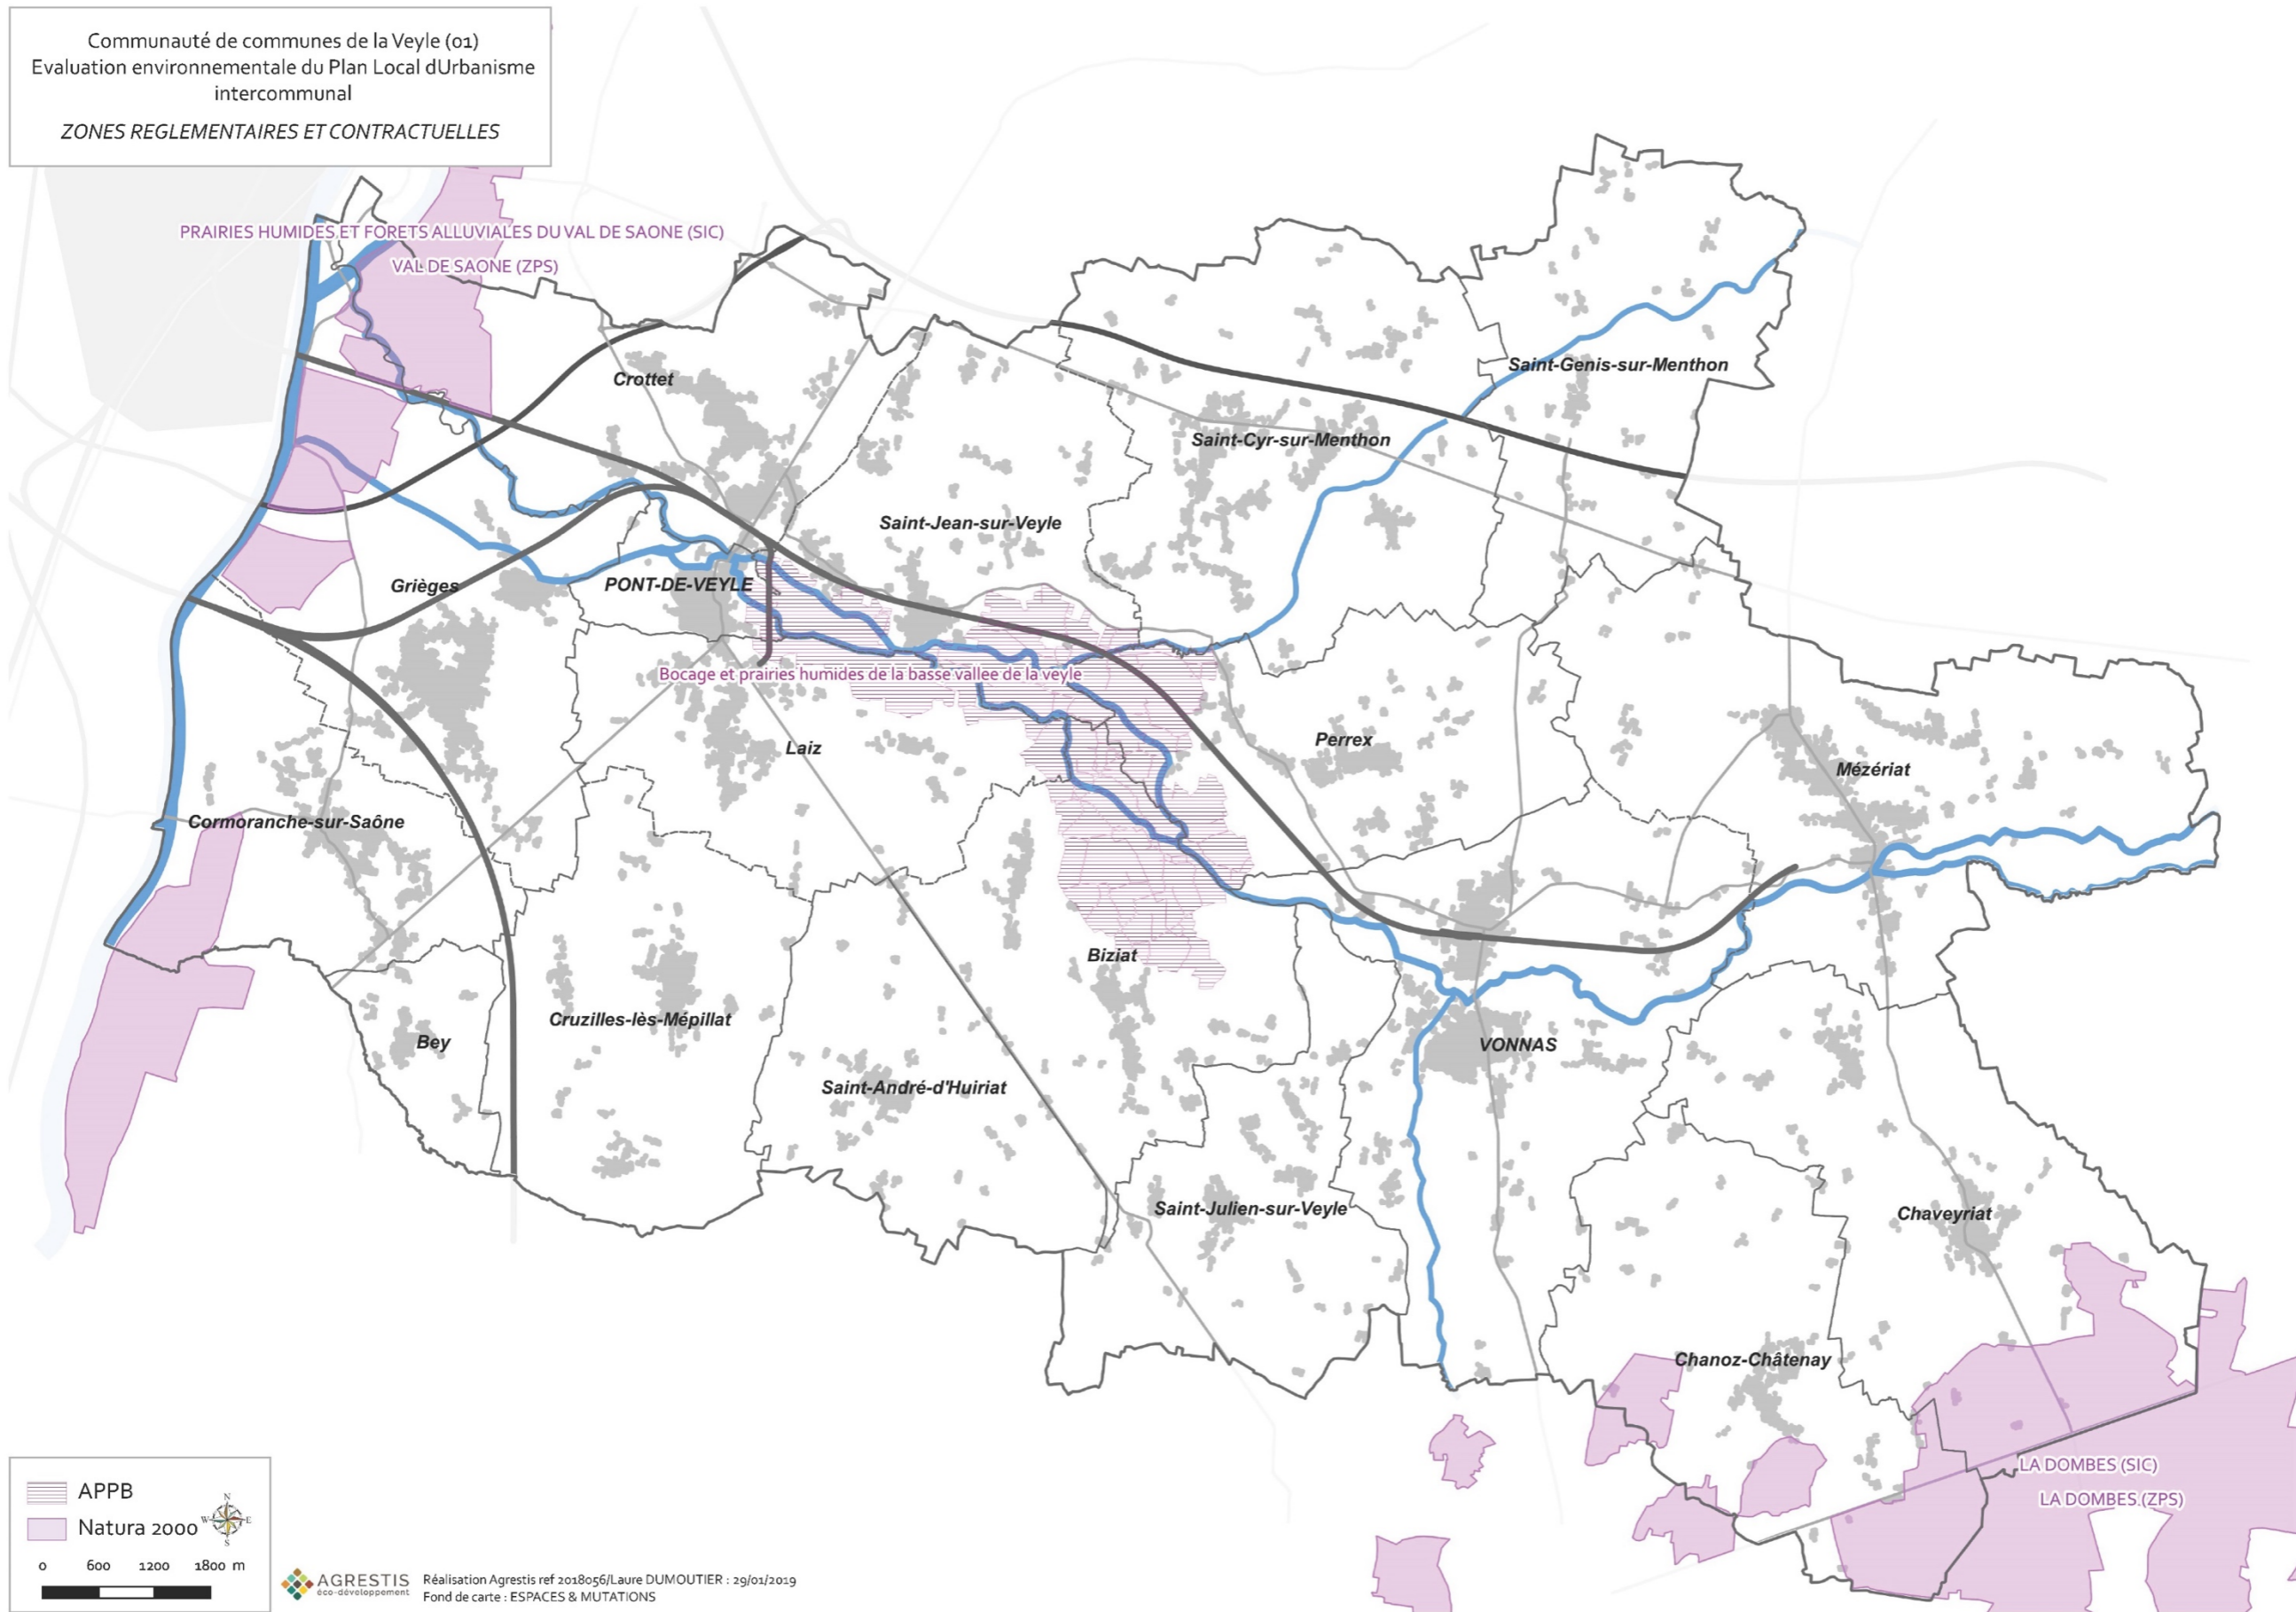 Communauté de communes de la Veyle (01)
Evaluation environnementale du Plan Local dUrbanisme
intercommunal
ZONES REGLEMENTAIRES ET CONTRACTUELLES
PRAIRIES HUMIDES ET FORETS ALLUVIALES DU VAL DE SAONE (SIC)
VAL DE SAONE (ZPS)
Saint-Genis-sur-Menthon
Crottet
Saint-Cyr-sur-Menthon
Saint-Jean-sur-Veyle
Grièges
PONT-DE-VEYLE
Bocage et prairies humides de la basse vallee de la veyle
Laiz
Perrex
Mézériat
Cormoranche-sur-Saône
Biziat
Cruzilles-lès-Mépillat
Bey
VONNAS
Saint-André-d'Huiriat
Saint-Julien-sur-Veyle
Chaveyriat
Chanoz-Châtenay
LA DOMBES (SIC)
LA DOMBES.(ZPS)
APPB
Natura 2000
N
W E
S
0 600 1200 1800 m
AGRESTIS
éco-développement
Réalisation Agrestis ref 2018056/Laure DUMOUTIER : 29/01/2019
Fond de carte : ESPACES & MUTATIONS